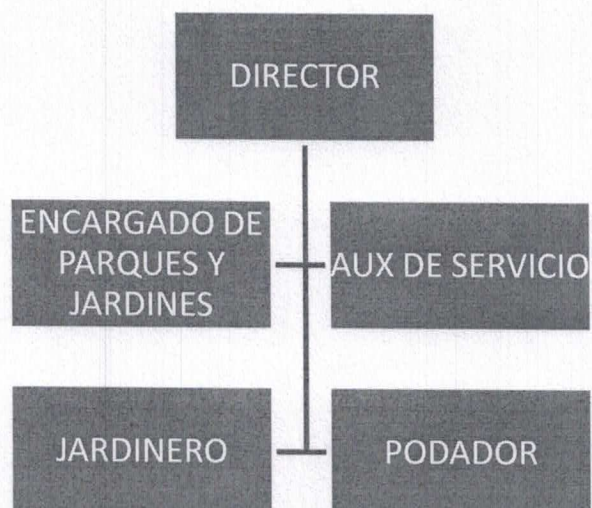 DIRECTOR
ENCARGADO DE
PARQUES Y
JARDINES
AUX DE SERVICIO
JARDINERO
PODADOR